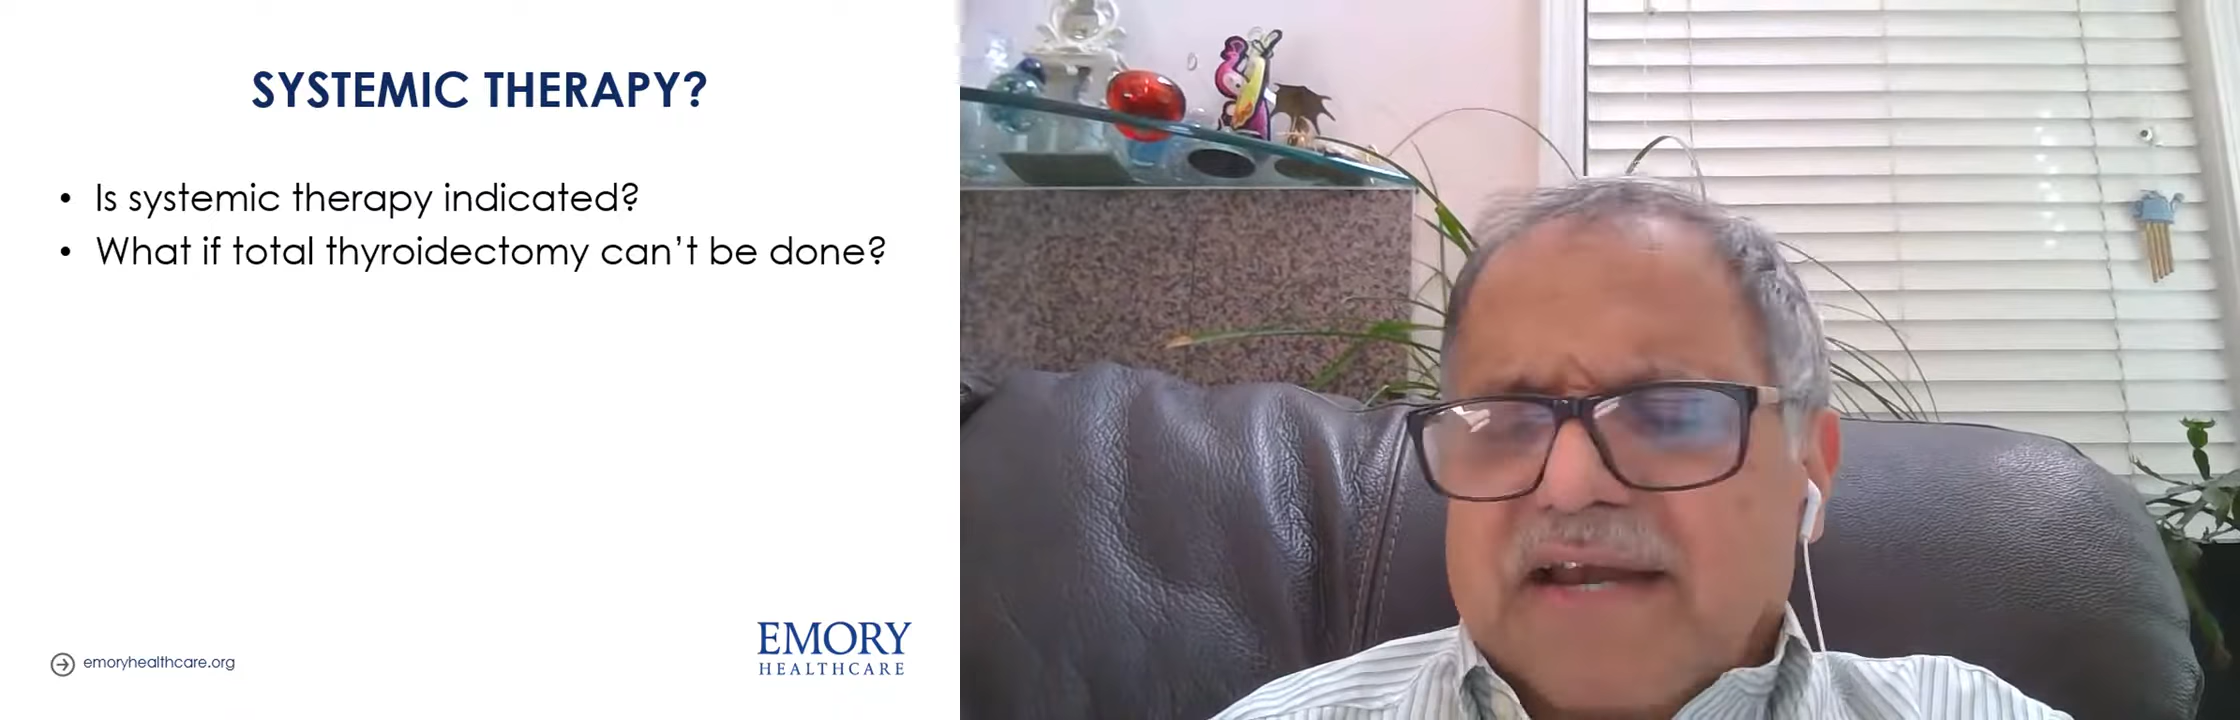 SYSTEMIC THERAPY?
• Is systemic therapy indicated?
• What if total thyroidectomy can't be done?
emoryhealthcare.org
EMORY
HEALTHCARE